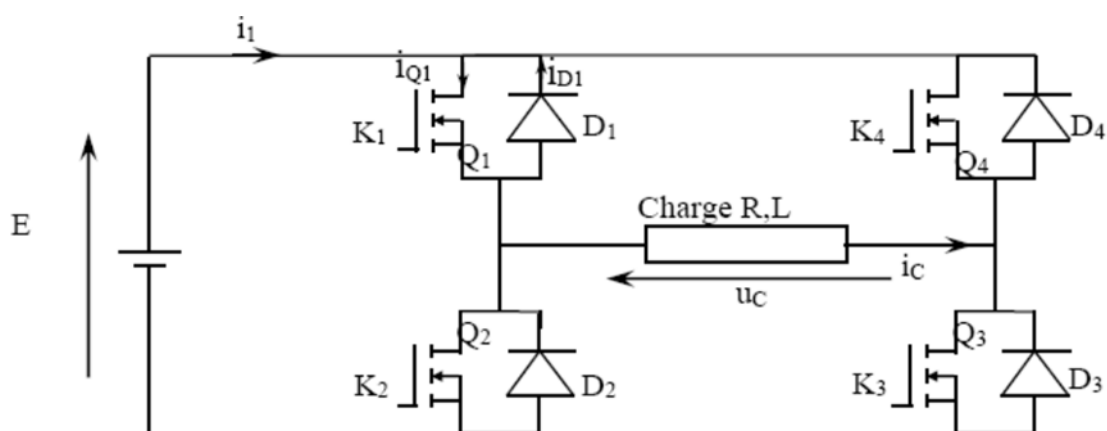 i1
iQ1
iD1
K1
Q1
D1
K4
Q4
D4
E
Charge R,L
iC
uC
K2
Q2
D2
K3
Q3
D3